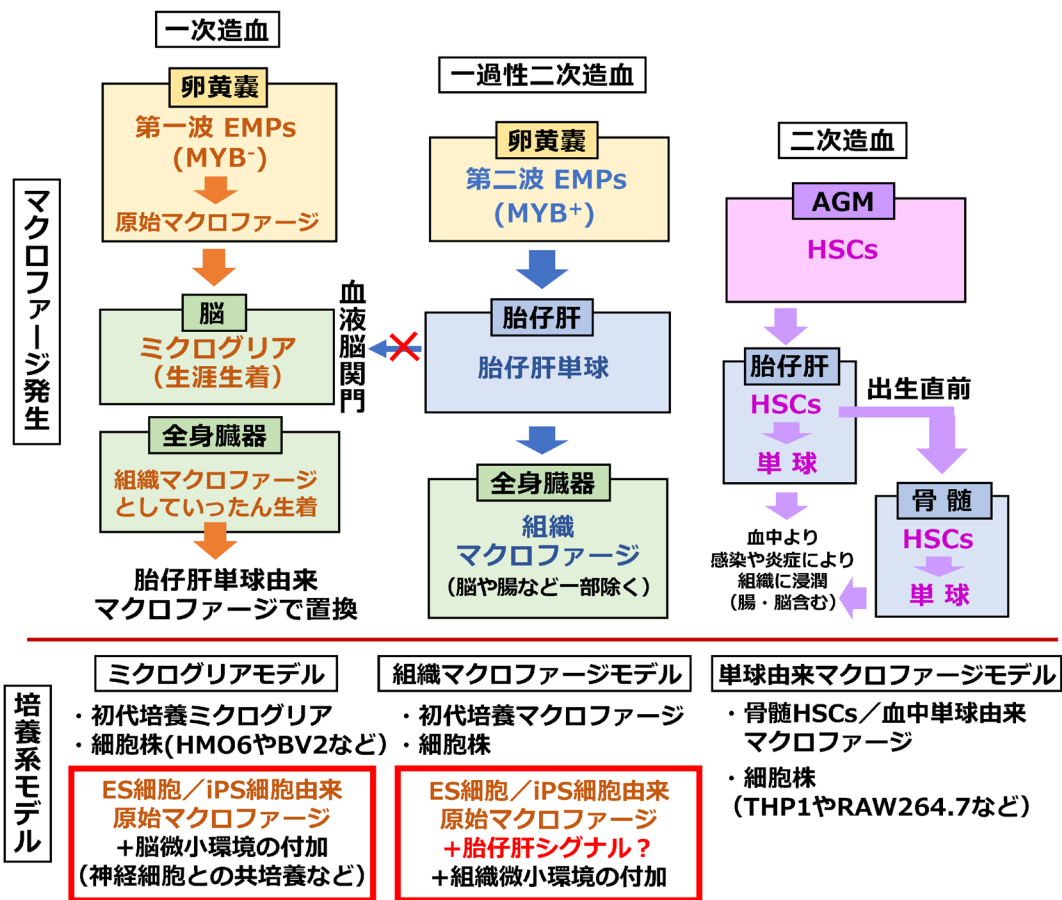 マクロファージ発生
一次造血
卵黄嚢
第一波 EMPs
(MYB⁻)
原始マクロファージ
脳
ミクログリア
（生涯生着）
全身臓器
組織マクロファージ
としていったん生着
胎仔肝単球由来
マクロファージで置換
血液脳関門
一過性二次造血
卵黄嚢
第二波 EMPs
(MYB⁺)
胎仔肝
胎仔肝単球
全身臓器
組織
マクロファージ
（脳や腸など一部除く）
二次造血
AGM
HSCs
胎仔肝
HSCs
単 球
出生直前
骨 髄
HSCs
単 球
血中より
感染や炎症により
組織に浸潤
（腸・脳含む）
培養系モデル
ミクログリアモデル
・初代培養ミクログリア
・細胞株(HMO6やBV2など）
ES細胞／iPS細胞由来
原始マクロファージ
+脳微小環境の付加
（神経細胞との共培養など）
組織マクロファージモデル
・初代培養マクロファージ
・細胞株
ES細胞／iPS細胞由来
原始マクロファージ
+胎仔肝シグナル？
+組織微小環境の付加
単球由来マクロファージモデル
・骨髄HSCs／血中単球由来
マクロファージ
・細胞株
（THP1やRAW264.7など）